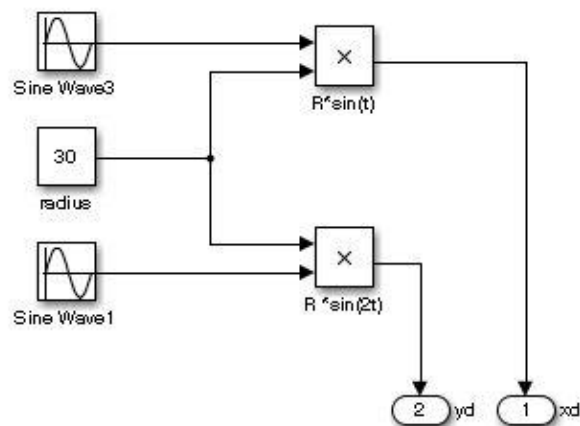 Sine Wave3
×
R*sin(t)
30
radius
Sine Wave1
×
R *sin(2t)
2 yd
1 xd